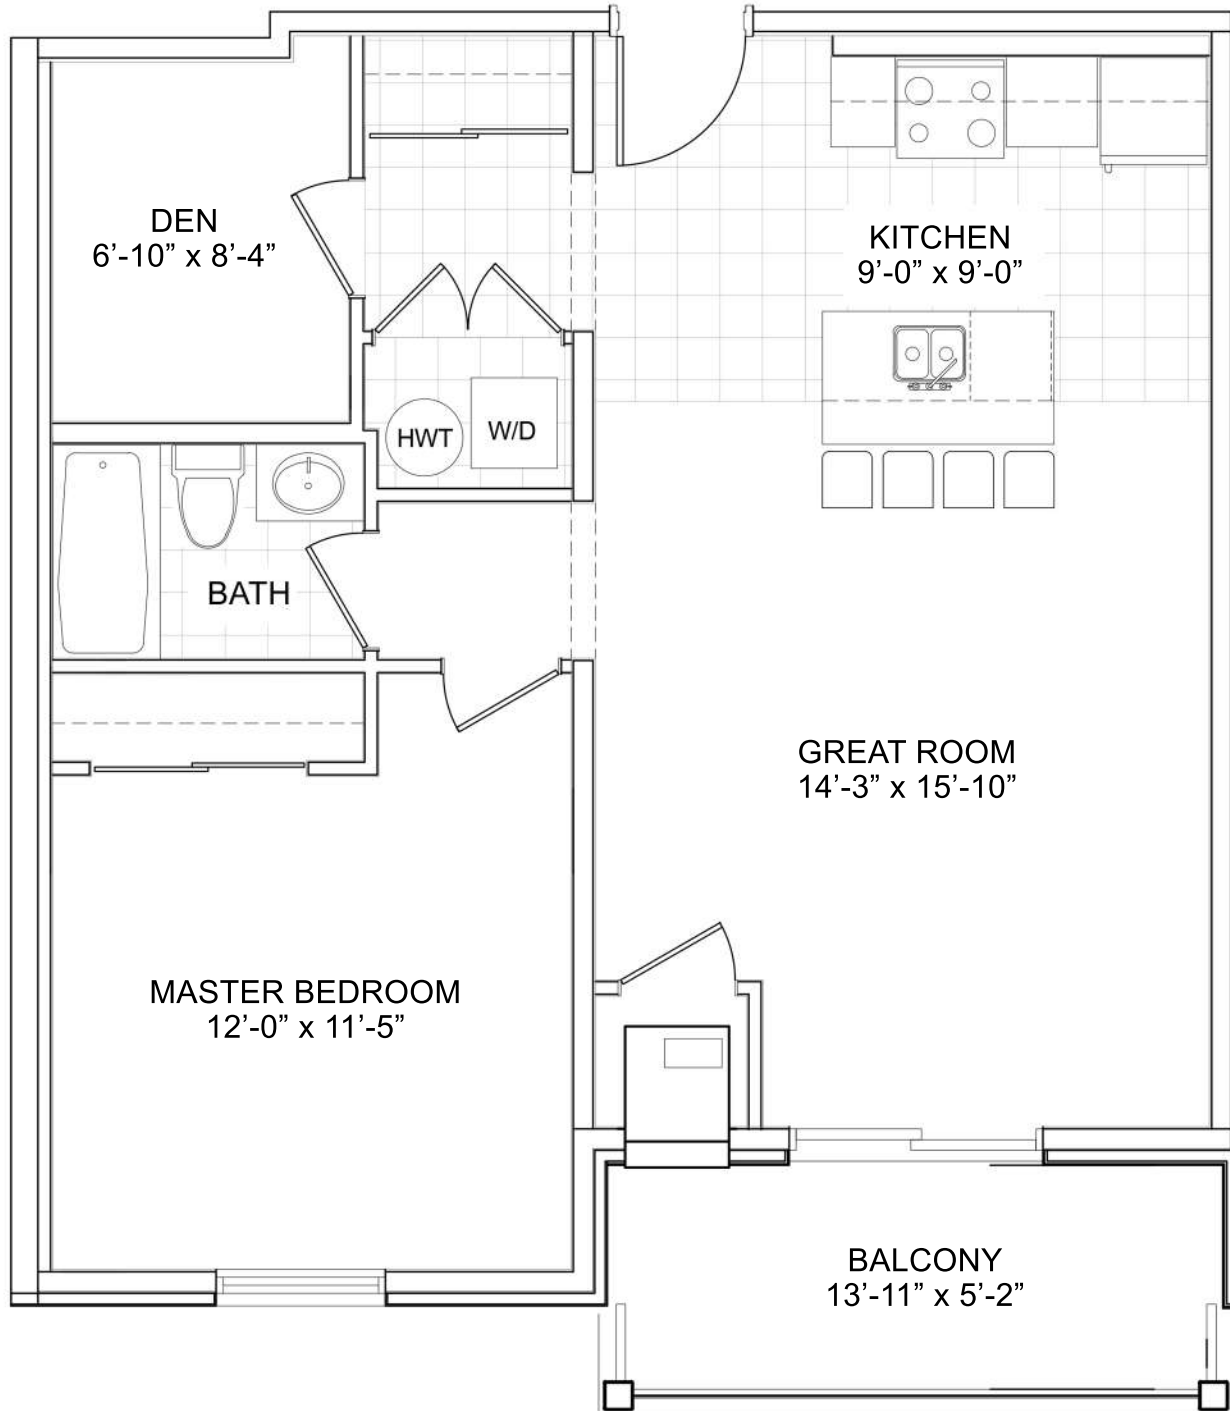 DEN
6’-10” x 8’-4”
KITCHEN
9’-0” x 9’-0”
HWT
W/D
BATH
GREAT ROOM
14’-3” x 15’-10”
MASTER BEDROOM
12’-0” x 11’-5”
BALCONY
13’-11” x 5’-2”